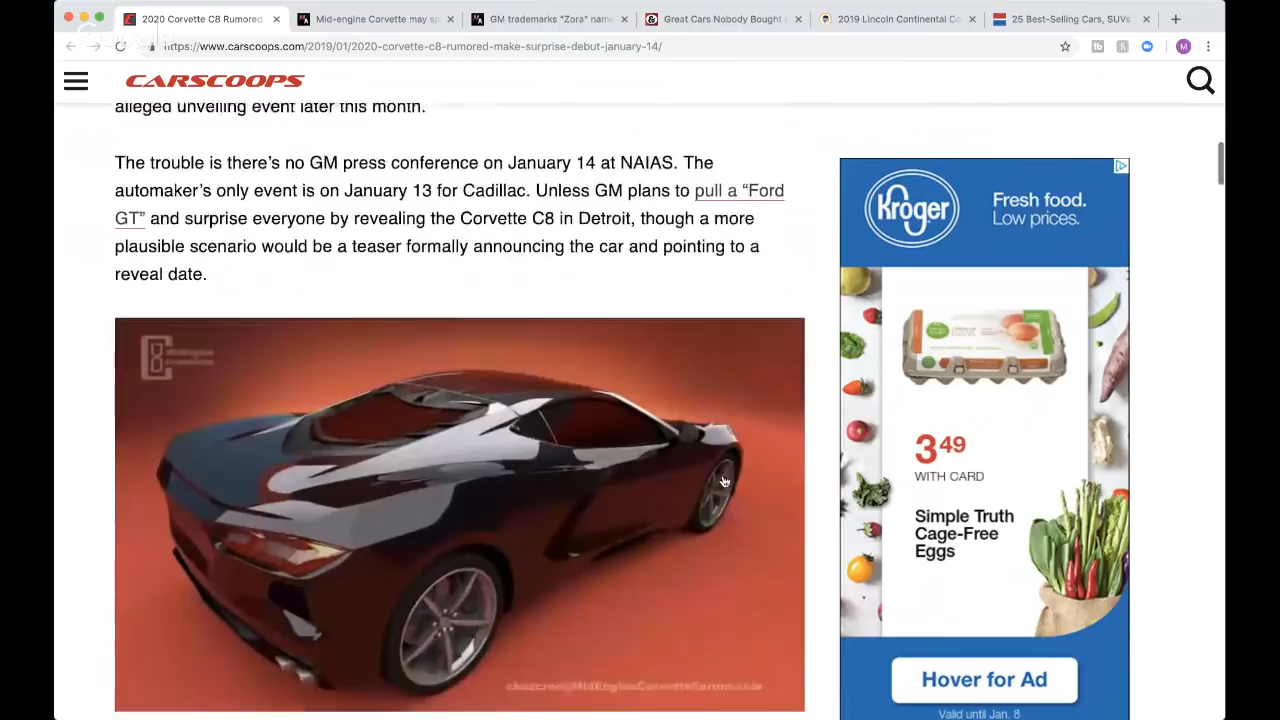 2020 Corvette C8 Rumored
Mid-engine Corvette may sp
GM trademarks "Zora" name
Great Cars Nobody Bought
2019 Lincoln Continental Co
25 Best-Selling Cars, SUVs
https://www.carscoops.com/2019/01/2020-corvette-c8-rumored-make-surprise-debut-january-14/
M
CARSCOOPS
alleged unveiling event later this month.
The trouble is there's no GM press conference on January 14 at NAIAS. The
automaker's only event is on January 13 for Cadillac. Unless GM plans to pull a “Ford
GT” and surprise everyone by revealing the Corvette C8 in Detroit, though a more
plausible scenario would be a teaser formally announcing the car and pointing to a
reveal date.
Kroger
Fresh food.
Low prices.
3 49
WITH CARD
Simple Truth
Cage-Free
Eggs
Hover for Ad
Valid until Jan. 8